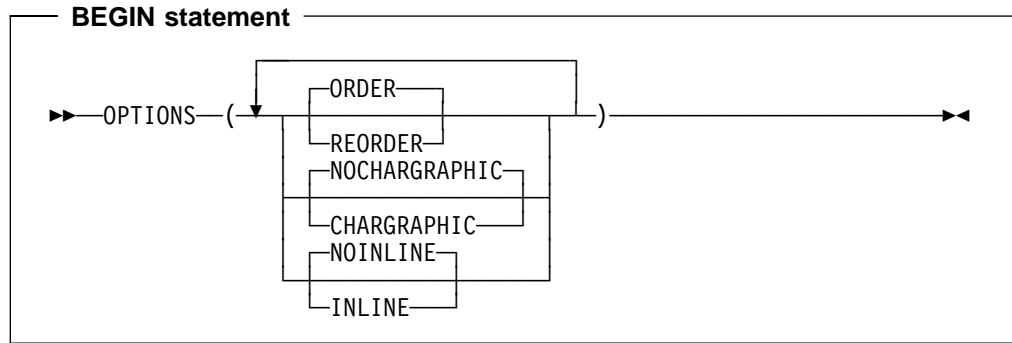 BEGIN statement
ORDER
OPTIONS ( )
REORDER
NOCHARGRAPHIC
CHARGRAPHIC
NOINLINE
INLINE